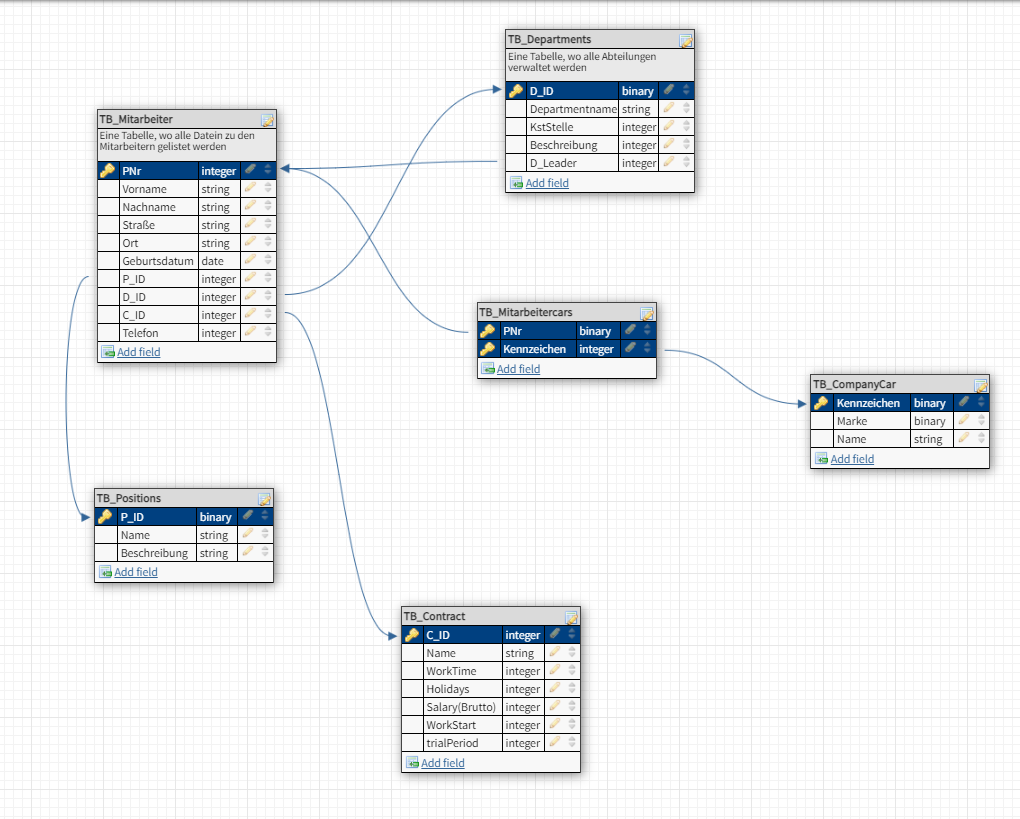 TB_Departments
Eine Tabelle, wo alle Abteilungen
verwaltet werden
D_ID binary
Departmentname string
KstStelle integer
Beschreibung integer
D_Leader integer
Add field
TB_Mitarbeiter
Eine Tabelle, wo alle Datein zu den
Mitarbeitern gelistet werden
PNr integer
Vorname string
Nachname string
Straße string
Ort string
Geburtsdatum date
P_ID integer
D_ID integer
C_ID integer
Telefon integer
Add field
TB_Mitarbeitercars
PNr binary
Kennzeichen integer
Add field
TB_CompanyCar
Kennzeichen binary
Marke binary
Name string
Add field
TB_Positions
P_ID binary
Name string
Beschreibung string
Add field
TB_Contract
C_ID integer
Name string
WorkTime integer
Holidays integer
Salary(Brutto) integer
WorkStart integer
trialPeriod integer
Add field